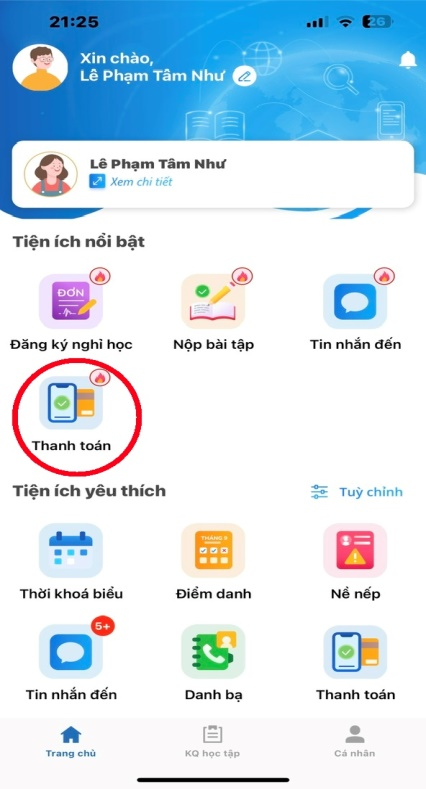 21:25
26
Xin chào,
Lê Phạm Tâm Như
Lê Phạm Tâm Như
Xem chi tiết
Tiện ích nổi bật
ĐƠN
Đăng ký nghỉ học
Nộp bài tập
Tin nhắn đến
Thanh toán
Tiện ích yêu thích
Tuỳ chỉnh
THANG 9
Thời khoá biểu
Điểm danh
Nề nếp
5+
Tin nhắn đến
Danh bạ
Thanh toán
Trang chủ
KQ học tập
Cá nhân